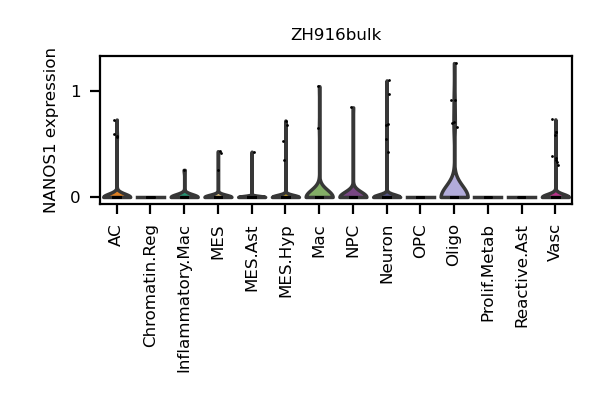 ZH916bulk
NANOS1 expression
1
0
AC
Chromatin.Reg
Inflammatory.Mac
MES
MES.Ast
MES.Hyp
Mac
NPC
Neuron
OPC
Oligo
Prolif.Metab
Reactive.Ast
Vasc